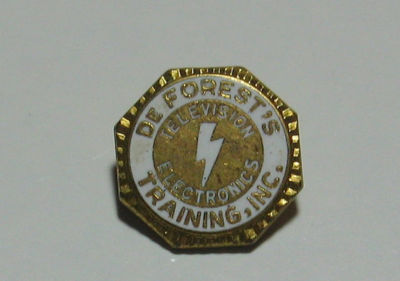 DE FOREST'S
TELEVISION
ELECTRONICS
TRAINING, INC.